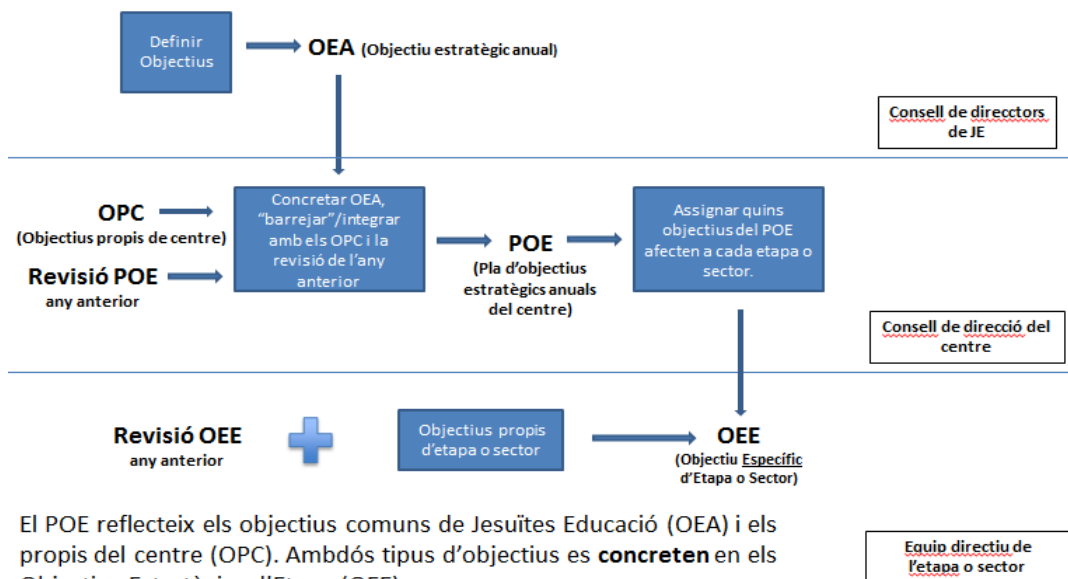 Definir
Objectius
OEA (Objectiu estratègic anual)
Consell de direcctors
de JE
OPC
(Objectius propis de centre)
Revisió POE
any anterior
Concretar OEA,
“barrejar”/integrar
amb els OPC i la
revisió de l’any
anterior
POE
(Pla d’objectius
estratègics anuals
del centre)
Assignar quins
objectius del POE
afecten a cada etapa o
sector.
Consell de direcció del
centre
Revisió OEE
any anterior
Objectius propis
d’etapa o sector
OEE
(Objectiu Específic
d’Etapa o Sector)
El POE reflecteix els objectius comuns de Jesuïtes Educació (OEA) i els
propis del centre (OPC). Ambdós tipus d’objectius es concreten en els
Equip directiu de
l’etapa o sector